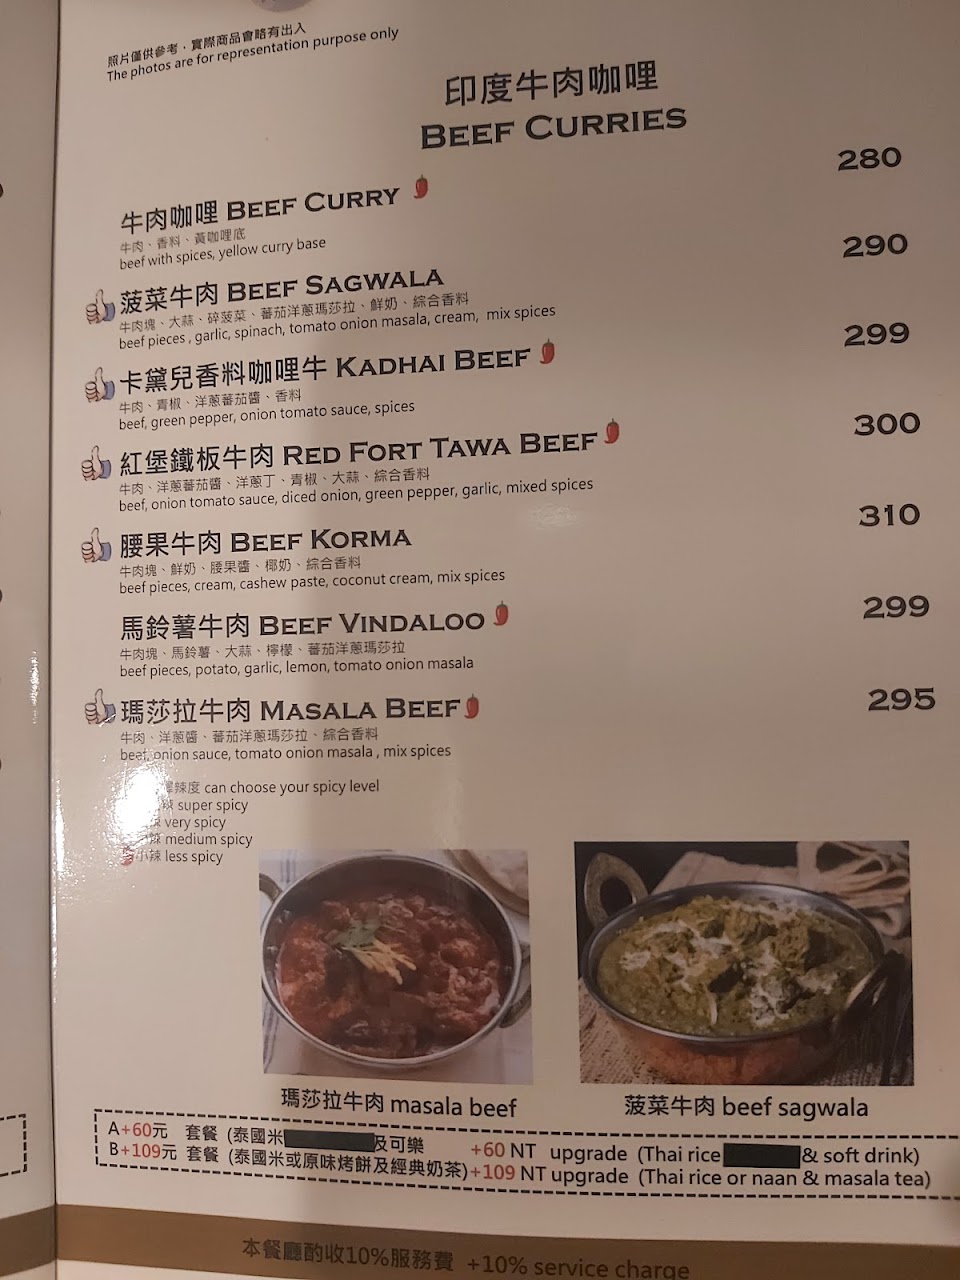 照片僅供參考，實際商品會略有出入
The photos are for representation purpose only
印度牛肉咖哩
BEEF CURRIES
牛肉咖哩 BEEF CURRY 280
牛肉、香料、黃咖哩底
beef with spices, yellow curry base
菠菜牛肉 BEEF SAGWALA 290
牛肉塊、大蒜、碎菠菜、蕃茄洋蔥瑪莎拉、鮮奶、綜合香料
beef pieces , garlic, spinach, tomato onion masala, cream, mix spices
卡黛兒香料咖哩牛 KADHAI BEEF 299
牛肉、青椒、洋蔥蕃茄醬、香料
beef, green pepper, onion tomato sauce, spices
紅堡鐵板牛肉 RED FORT TAWA BEEF 300
牛肉、洋蔥蕃茄醬、洋蔥丁、青椒、大蒜、綜合香料
beef, onion tomato sauce, diced onion, green pepper, garlic, mixed spices
腰果牛肉 BEEF KORMA 310
牛肉塊、鮮奶、腰果醬、椰奶、綜合香料
beef pieces, cream, cashew paste, coconut cream, mix spices
馬鈴薯牛肉 BEEF VINDALOO 299
牛肉塊、馬鈴薯、大蒜、檸檬、蕃茄洋蔥瑪莎拉
beef pieces, potato, garlic, lemon, tomato onion masala
瑪莎拉牛肉 MASALA BEEF 295
牛肉、洋蔥醬、蕃茄洋蔥瑪莎拉、綜合香料
beef, onion sauce, tomato onion masala , mix spices
擇辣度 can choose your spicy level
辣 super spicy
辣 very spicy
辣 medium spicy
小辣 less spicy
瑪莎拉牛肉 masala beef
菠菜牛肉 beef sagwala
A+60元 套餐 (泰國米 及可樂 +60 NT upgrade (Thai rice & soft drink)
B+109元 套餐 (泰國米或原味烤餅及經典奶茶) +109 NT upgrade (Thai rice or naan & masala tea)
本餐廳酌收10%服務費 +10% service charge